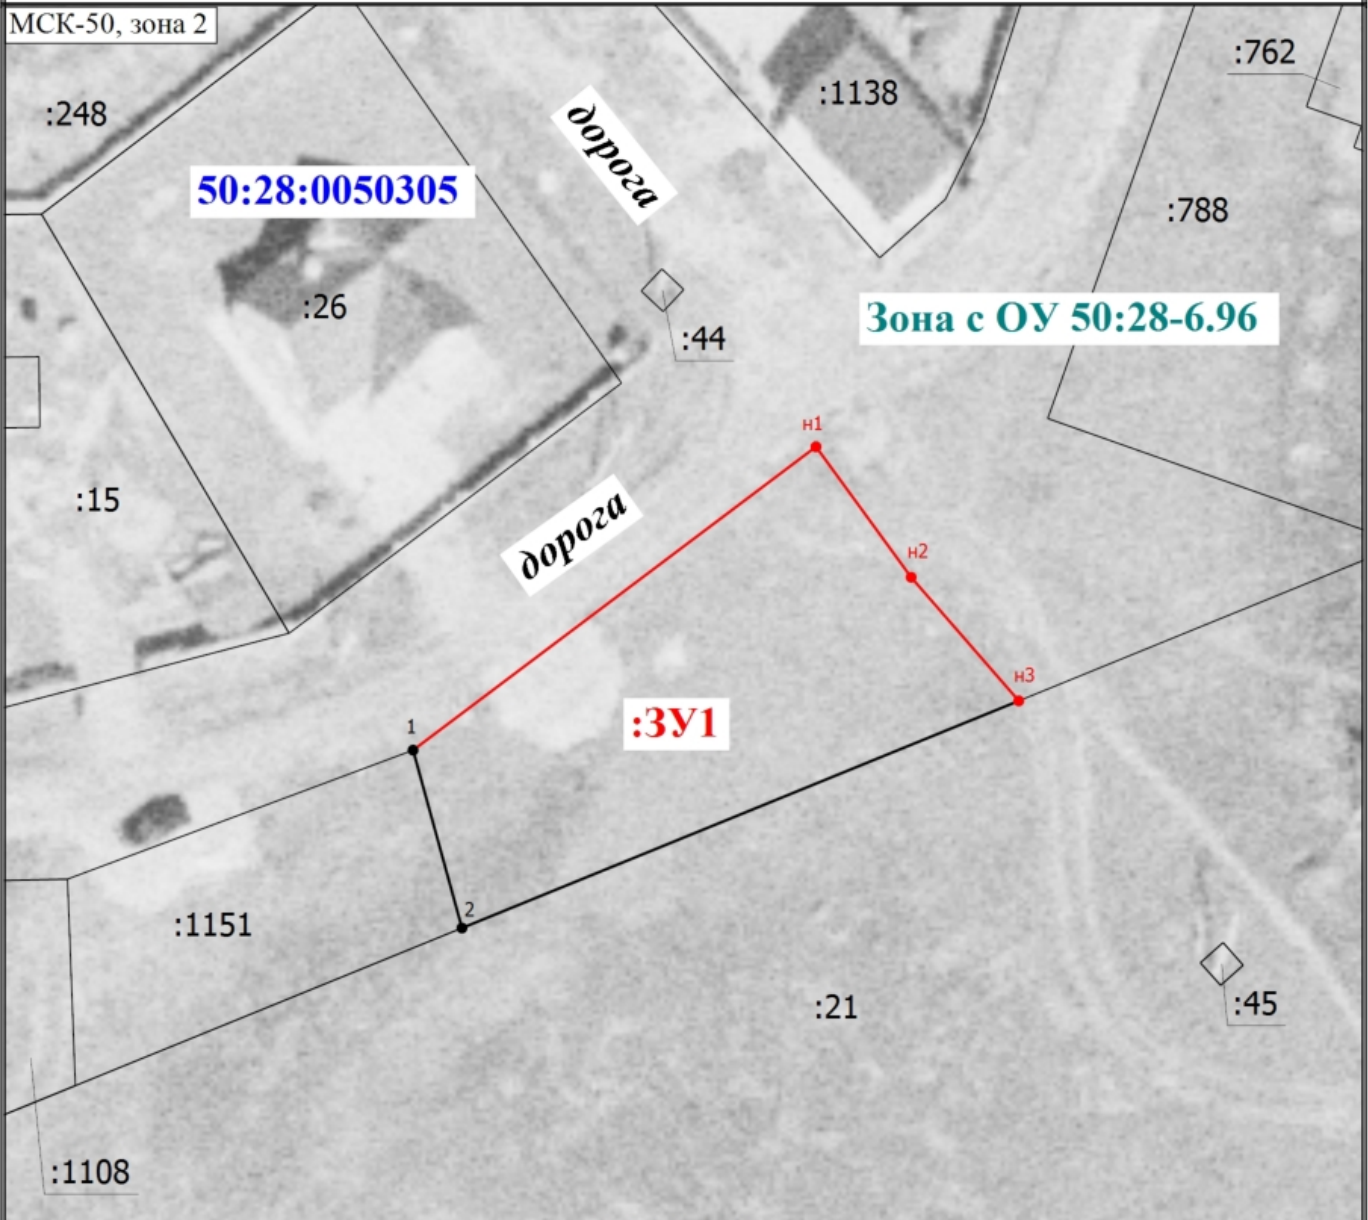 МСК-50, зона 2
:762
:248
:1138
дорога
50:28:0050305
:788
:26
Зона с ОУ 50:28-6.96
:44
н1
:15
дорога
н2
н3
:ЗУ1
1
2
:1151
:21
:45
:1108